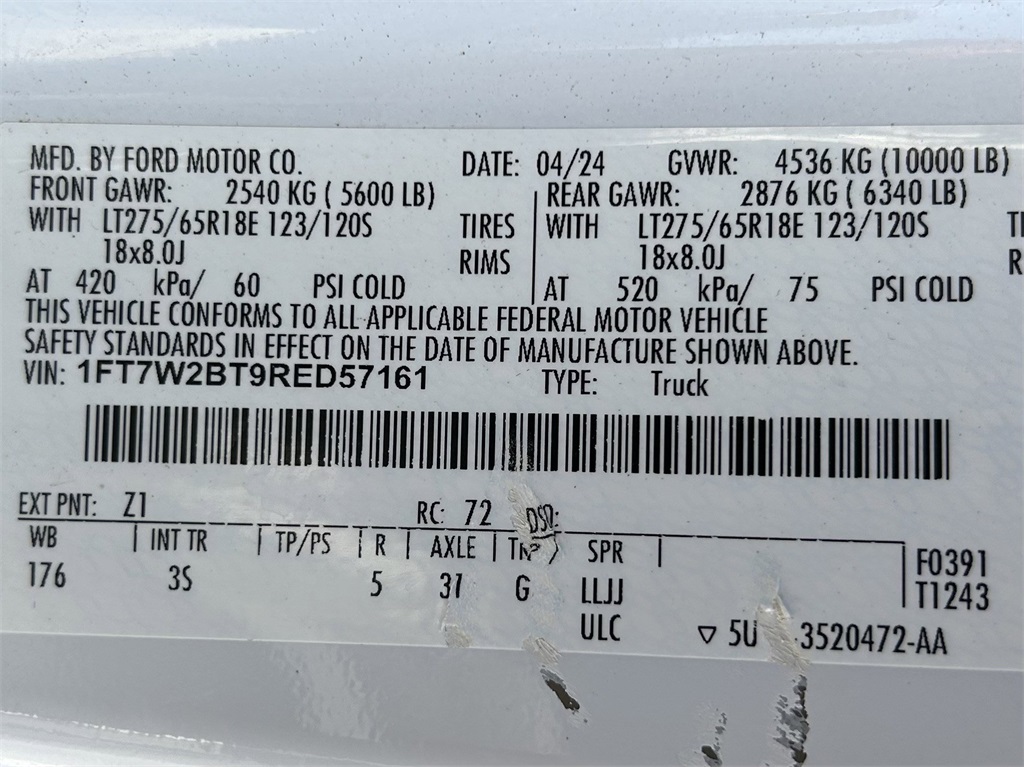 MFD. BY FORD MOTOR CO. DATE: 04/24 GVWR: 4536 KG (10000 LB)
FRONT GAWR: 2540 KG ( 5600 LB) REAR GAWR: 2876 KG ( 6340 LB)
WITH LT275/65R18E 123/120S TIRES WITH LT275/65R18E 123/120S
18x8.0J RIMS 18x8.0J
AT 420 kPa/ 60 PSI COLD AT 520 kPa/ 75 PSI COLD
THIS VEHICLE CONFORMS TO ALL APPLICABLE FEDERAL MOTOR VEHICLE
SAFETY STANDARDS IN EFFECT ON THE DATE OF MANUFACTURE SHOWN ABOVE.
VIN: 1FT7W2BT9RED57161 TYPE: Truck
EXT PNT: Z1 RC: 72 DSO:
WB INT TR TP/PS R AXLE SPR F0391
176 3S 5 31 G LLJJ T1243
ULC ▽ 5U 3520472-AA